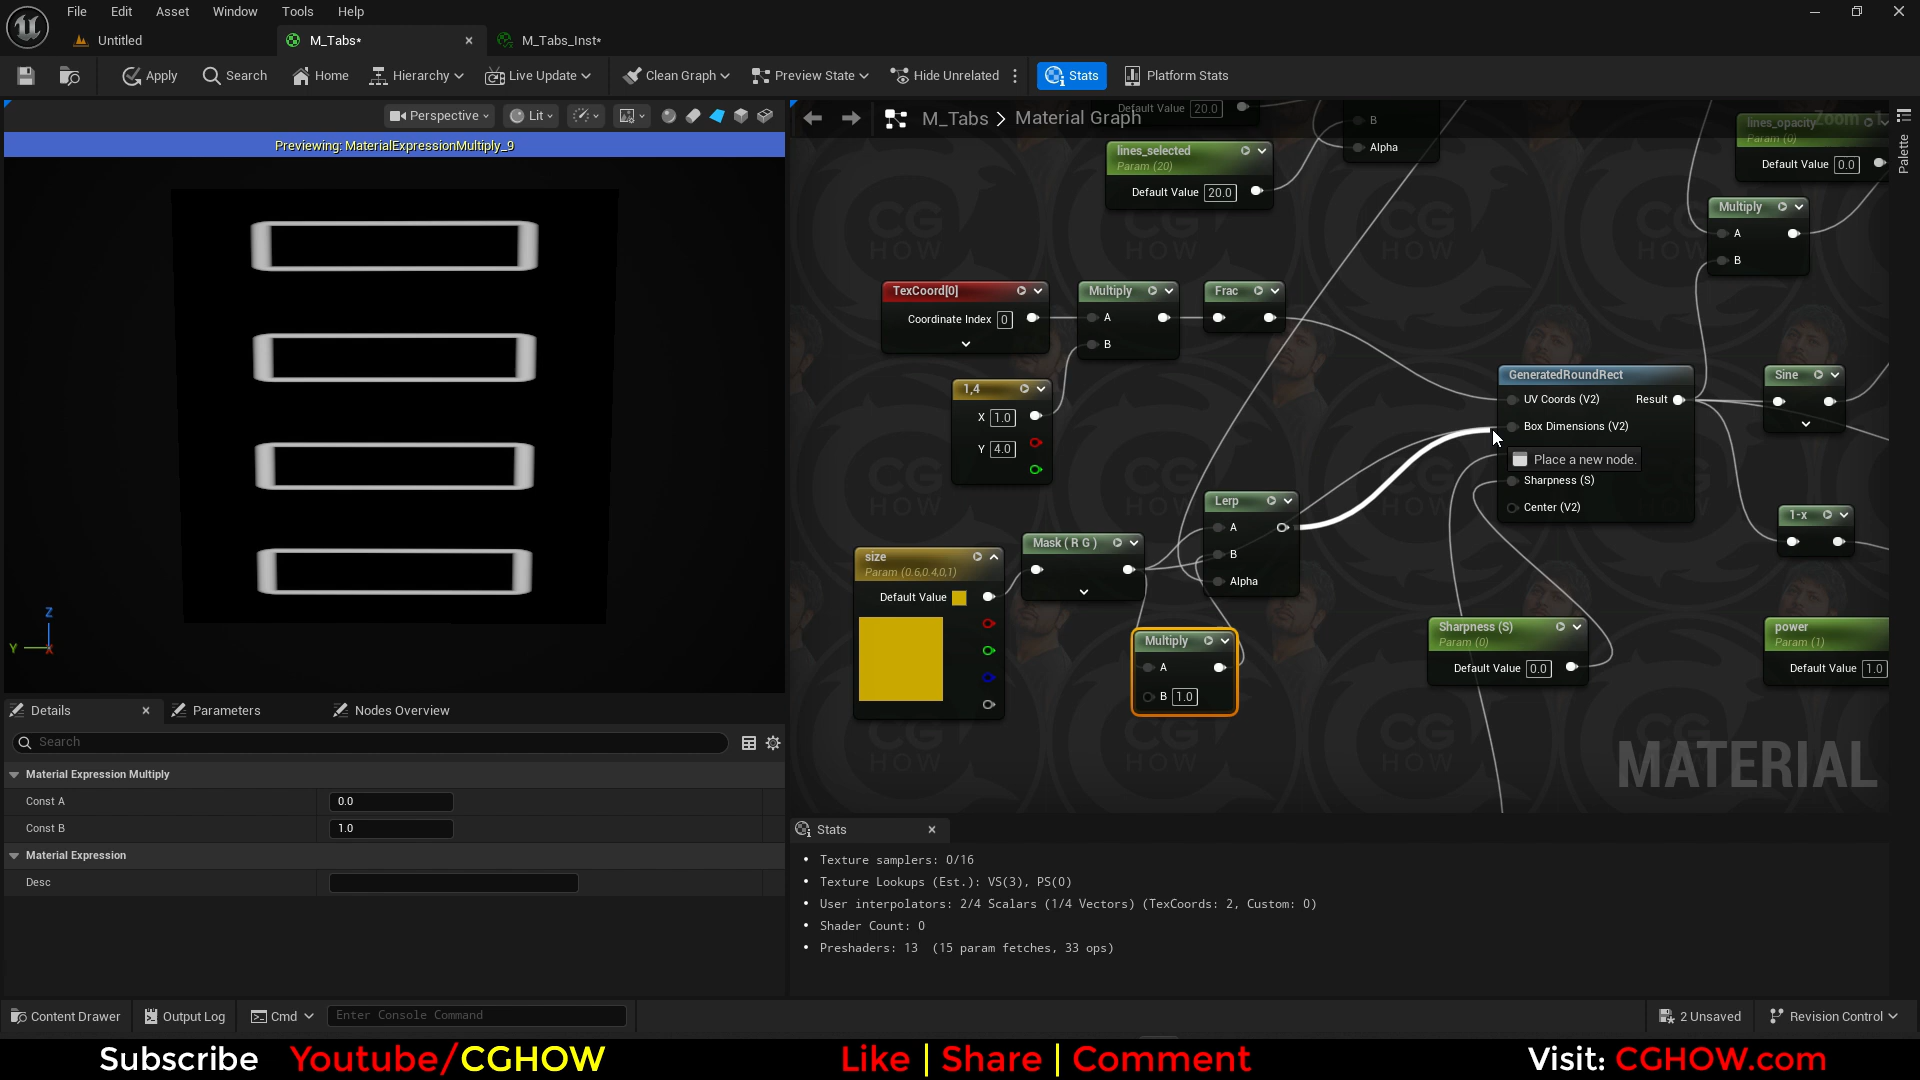 File Edit Asset Window Tools Help
Untitled M_Tabs* M_Tabs_Inst*
Apply Search Home Hierarchy Live Update Clean Graph Preview State Hide Unrelated Stats Platform Stats
Perspective Lit
Previewing: MaterialExpressionMultiply_9
Z
Y X
M_Tabs > Material Graph
Palette
Default Value 20.0
B
Alpha
lines_selected
Param (20)
Default Value 20.0
lines_opacity
Param (0)
Default Value 0.0
Multiply
A
B
TexCoord[0]
Coordinate Index 0
Multiply
A
B
Frac
1,4
X 1.0
Y 4.0
GeneratedRoundRect
UV Coords (V2) Result
Box Dimensions (V2)
Place a new node.
Sharpness (S)
Center (V2)
Sine
1-x
Lerp
A
B
Alpha
Mask ( R G )
size
Param (0.6,0.4,0,1)
Default Value
Multiply
A
B 1.0
Sharpness (S)
Param (0)
Default Value 0.0
power
Param (1)
Default Value 1.0
CG
HOW
MATERIAL
Details Parameters Nodes Overview
Search
Material Expression Multiply
Const A 0.0
Const B 1.0
Material Expression
Desc
Stats
• Texture samplers: 0/16
• Texture Lookups (Est.): VS(3), PS(0)
• User interpolators: 2/4 Scalars (1/4 Vectors) (TexCoords: 2, Custom: 0)
• Shader Count: 0
• Preshaders: 13 (15 param fetches, 33 ops)
Content Drawer Output Log Cmd Enter Console Command 2 Unsaved Revision Control
Subscribe Youtube/CGHOW Like | Share | Comment Visit: CGHOW.com